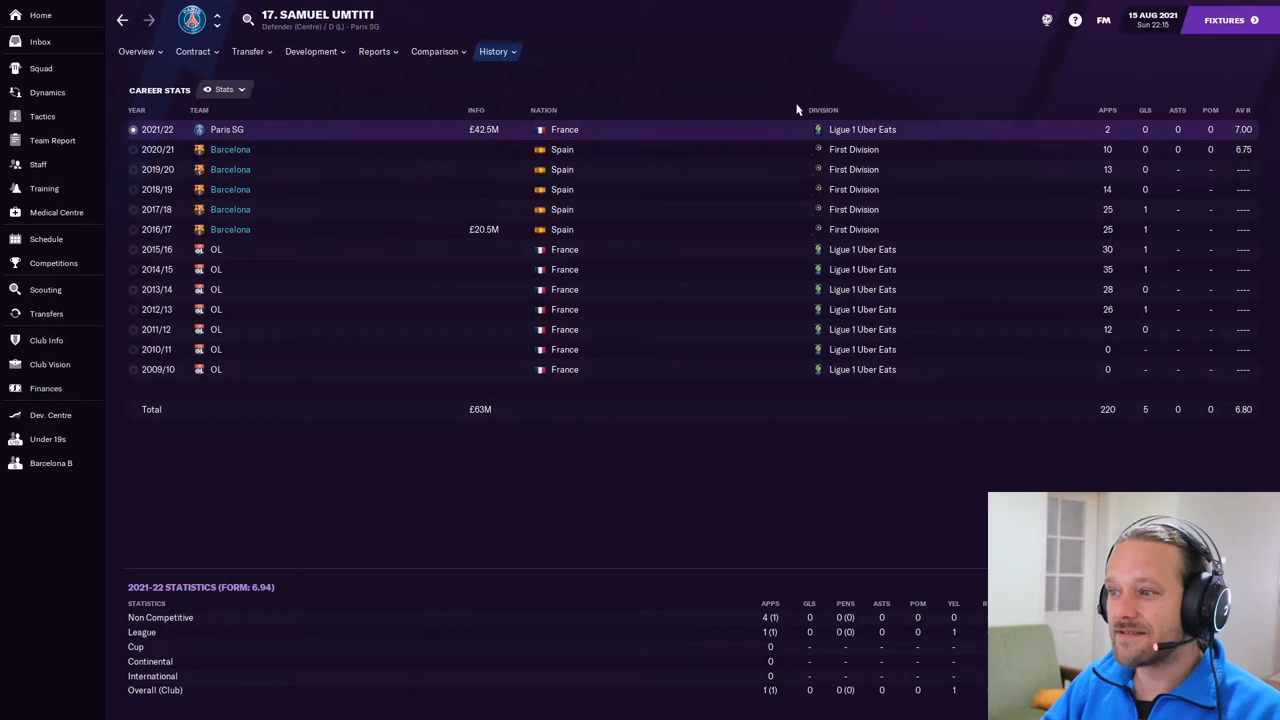 Home
17. SAMUEL UMTITI
Defender (Centre) / D (L) - Paris SG
FM
15 AUG 2021
Sun 22:15
FIXTURES
Inbox
Squad
Dynamics
Tactics
Team Report
Staff
Training
Medical Centre
Schedule
Competitions
Scouting
Transfers
Club Info
Club Vision
Finances
Dev. Centre
Under 19s
Barcelona B
Overview Contract Transfer Development Reports Comparison History
CAREER STATS Stats
YEAR TEAM INFO NATION DIVISION APPS GLS ASTS POM AV R
2021/22 Paris SG £42.5M France Ligue 1 Uber Eats 2 0 0 0 7.00
2020/21 Barcelona Spain First Division 10 0 0 0 6.75
2019/20 Barcelona Spain First Division 13 0 - - ----
2018/19 Barcelona Spain First Division 14 0 - - ----
2017/18 Barcelona Spain First Division 25 1 - - ----
2016/17 Barcelona £20.5M Spain First Division 25 1 - - ----
2015/16 OL France Ligue 1 Uber Eats 30 1 - - ----
2014/15 OL France Ligue 1 Uber Eats 35 1 - - ----
2013/14 OL France Ligue 1 Uber Eats 28 0 - - ----
2012/13 OL France Ligue 1 Uber Eats 26 1 - - ----
2011/12 OL France Ligue 1 Uber Eats 12 0 - - ----
2010/11 OL France Ligue 1 Uber Eats 0 - - - ----
2009/10 OL France Ligue 1 Uber Eats 0 - - - ----
Total £63M 220 5 0 0 6.80
2021-22 STATISTICS (FORM: 6.94)
STATISTICS APPS GLS PENS ASTS POM YEL
Non Competitive 4 (1) 0 0 (0) 0 0 0
League 1 (1) 0 0 (0) 0 0 1
Cup 0 - - - - -
Continental 0 - - - - -
International 0 - - - - -
Overall (Club) 1 (1) 0 0 (0) 0 0 1